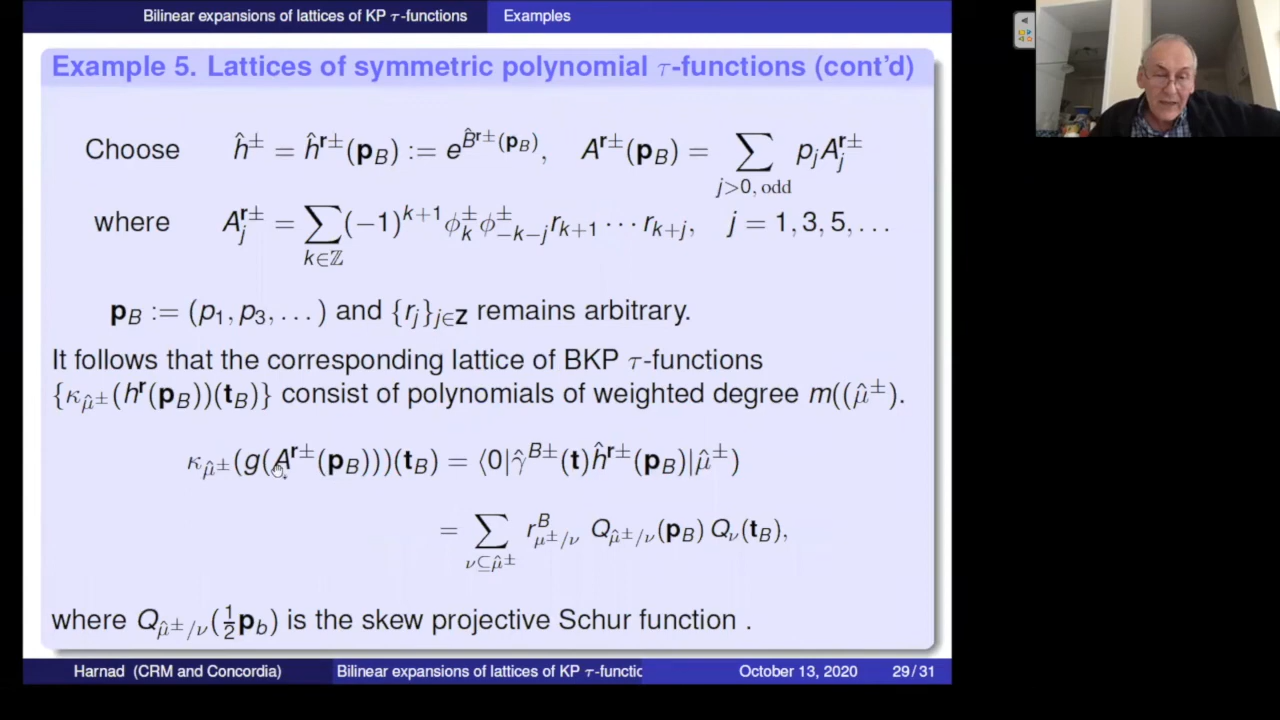 Bilinear expansions of lattices of KP τ-functions Examples
Example 5. Lattices of symmetric polynomial τ-functions (cont'd)
Choose ĥ^± = ĥ^{r±}(p_B) := e^{B̂^{r±}(p_B)}, A^{r±}(p_B) = ∑_{j>0, odd} p_j A_j^{r±}
where A_j^{r±} = ∑_{k∈ℤ} (−1)^{k+1} ϕ_k^± ϕ_{−k−j}^± r_{k+1} ··· r_{k+j}, j = 1, 3, 5, ...
p_B := (p_1, p_3, ...) and {r_j}_{j∈Z} remains arbitrary.
It follows that the corresponding lattice of BKP τ-functions
{κ_{μ̂^±}(h^r(p_B))(t_B)} consist of polynomials of weighted degree m((μ̂^±).
κ_{μ̂^±}(g(A^{r±}(p_B)))(t_B) = ⟨0|γ̂^{B±}(t)ĥ^{r±}(p_B)|μ̂^±⟩
= ∑_{ν⊆μ̂^±} r^B_{μ^±/ν} Q_{μ̂^±/ν}(p_B) Q_ν(t_B),
where Q_{μ̂^±/ν}(½p_b) is the skew projective Schur function .
Harnad (CRM and Concordia) Bilinear expansions of lattices of KP τ-functic October 13, 2020 29/31